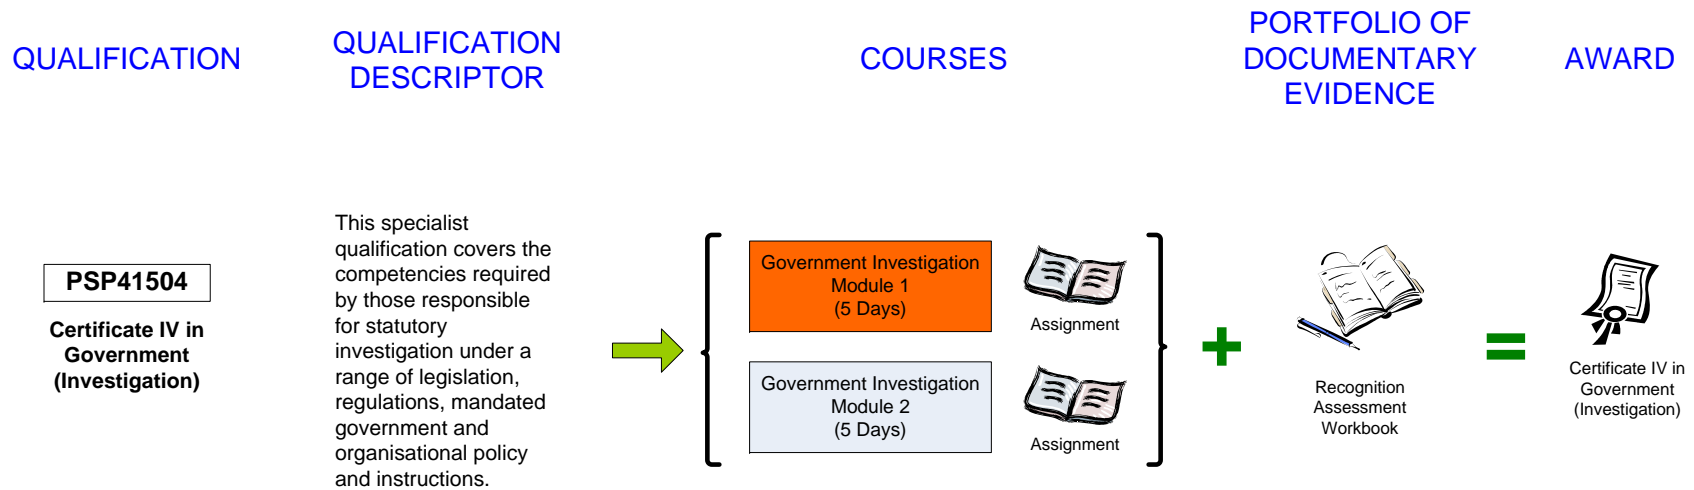 QUALIFICATION
QUALIFICATION
DESCRIPTOR
COURSES
PORTFOLIO OF
DOCUMENTARY
EVIDENCE
AWARD
PSP41504
Certificate IV in
Government
(Investigation)
This specialist
qualification covers the
competencies required
by those responsible
for statutory
investigation under a
range of legislation,
regulations, mandated
government and
organisational policy
and instructions.
Government Investigation
Module 1
(5 Days)
Assignment
Government Investigation
Module 2
(5 Days)
Assignment
+
Recognition
Assessment
Workbook
=
Certificate IV in
Government
(Investigation)